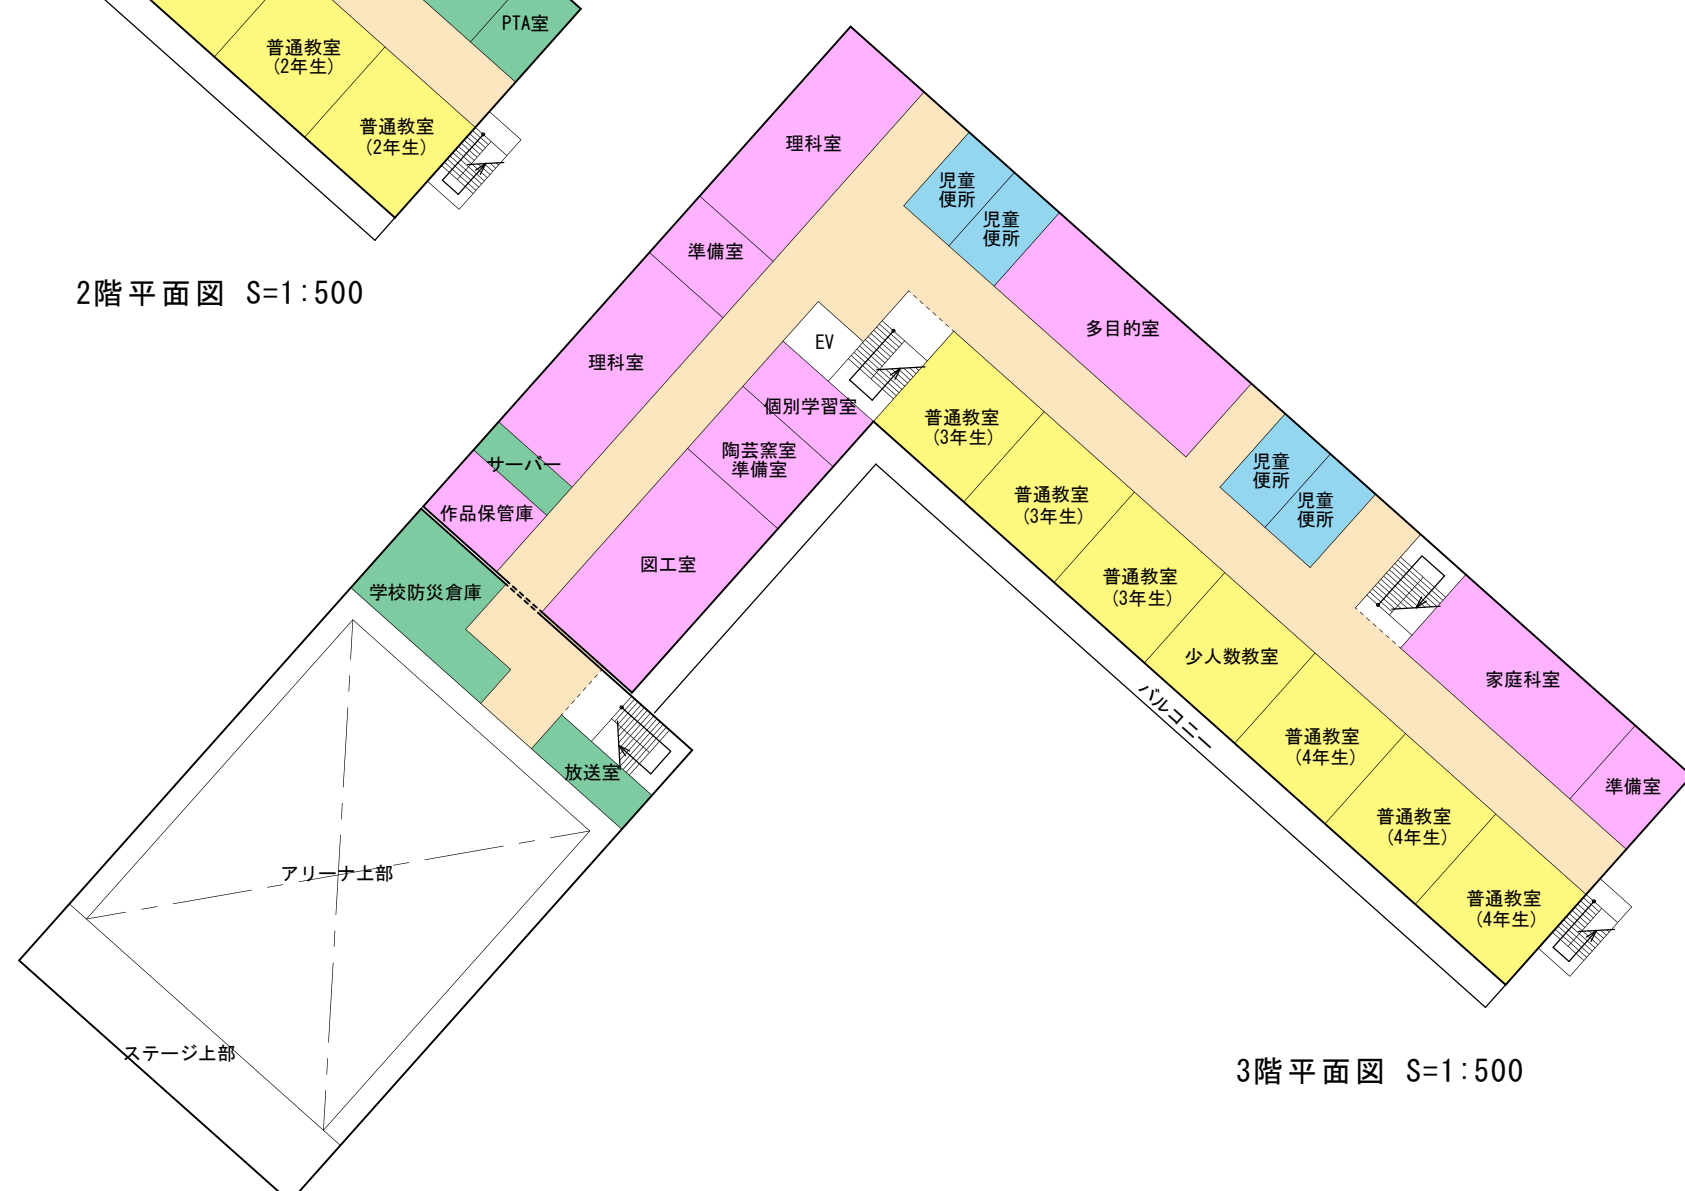 PTA室
普通教室
(2年生)
普通教室
(2年生)
2階平面図 S=1:500
理科室
準備室
理科室
サーバー
作品保管庫
学校防災倉庫
児童
便所
児童
便所
多目的室
EV
個別学習室
陶芸窯室
準備室
図工室
放送室
普通教室
(3年生)
普通教室
(3年生)
普通教室
(3年生)
少人数教室
普通教室
(4年生)
普通教室
(4年生)
普通教室
(4年生)
児童
便所
児童
便所
家庭科室
準備室
バルコニー
アリーナ上部
ステージ上部
3階平面図 S=1:500